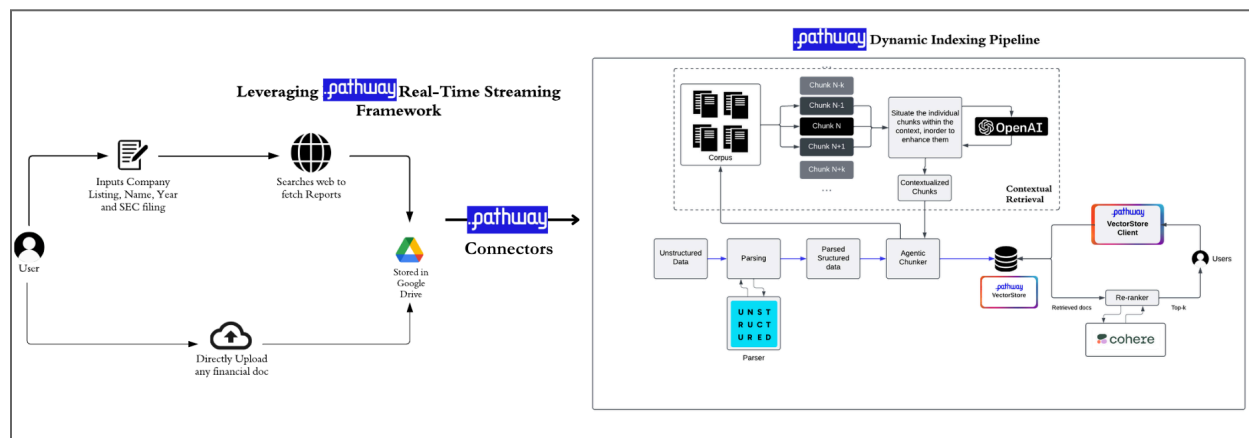 .pathway Dynamic Indexing Pipeline
Leveraging .pathway Real-Time Streaming
Framework
User
Inputs Company
Listing, Name, Year
and SEC filing
Searches web to
fetch Reports
Stored in
Google
Drive
Directly Upload
any financial doc
.pathway
Connectors
...
Chunk N-k
Chunk N-1
Chunk N
Chunk N+1
Chunk N+k
...
Corpus
Situate the individual
chunks within the
context, inorder to
enhance them
OpenAI
Contextualized
Chunks
Contextual
Retrieval
Unstructured
Data
Parsing
Parsed
Sructured
data
Agentic
Chunker
UNST
RUCT
URED
Parser
.pathway
VectorStore
.pathway
VectorStore
Client
Users
Retrieved docs
Re-ranker
Top-k
cohere